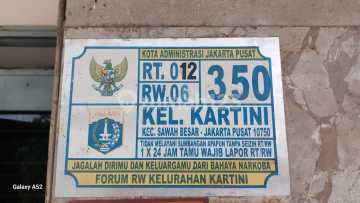 KOTA ADMINISTRASI JAKARTA PUSAT
RT. 012
RW. 06
350
KEL. KARTINI
KEC. SAWAH BESAR - JAKARTA PUSAT 10750
TIDAK MELAYANI SUMBANGAN APAPUN TANPA SEIZIN RT/RW
1 X 24 JAM TAMU WAJIB LAPOR RT/RW
JAGALAH DIRIMU DAN KELUARGAMU DARI BAHAYA NARKOBA
FORUM RW KELURAHAN KARTINI
Galaxy A52